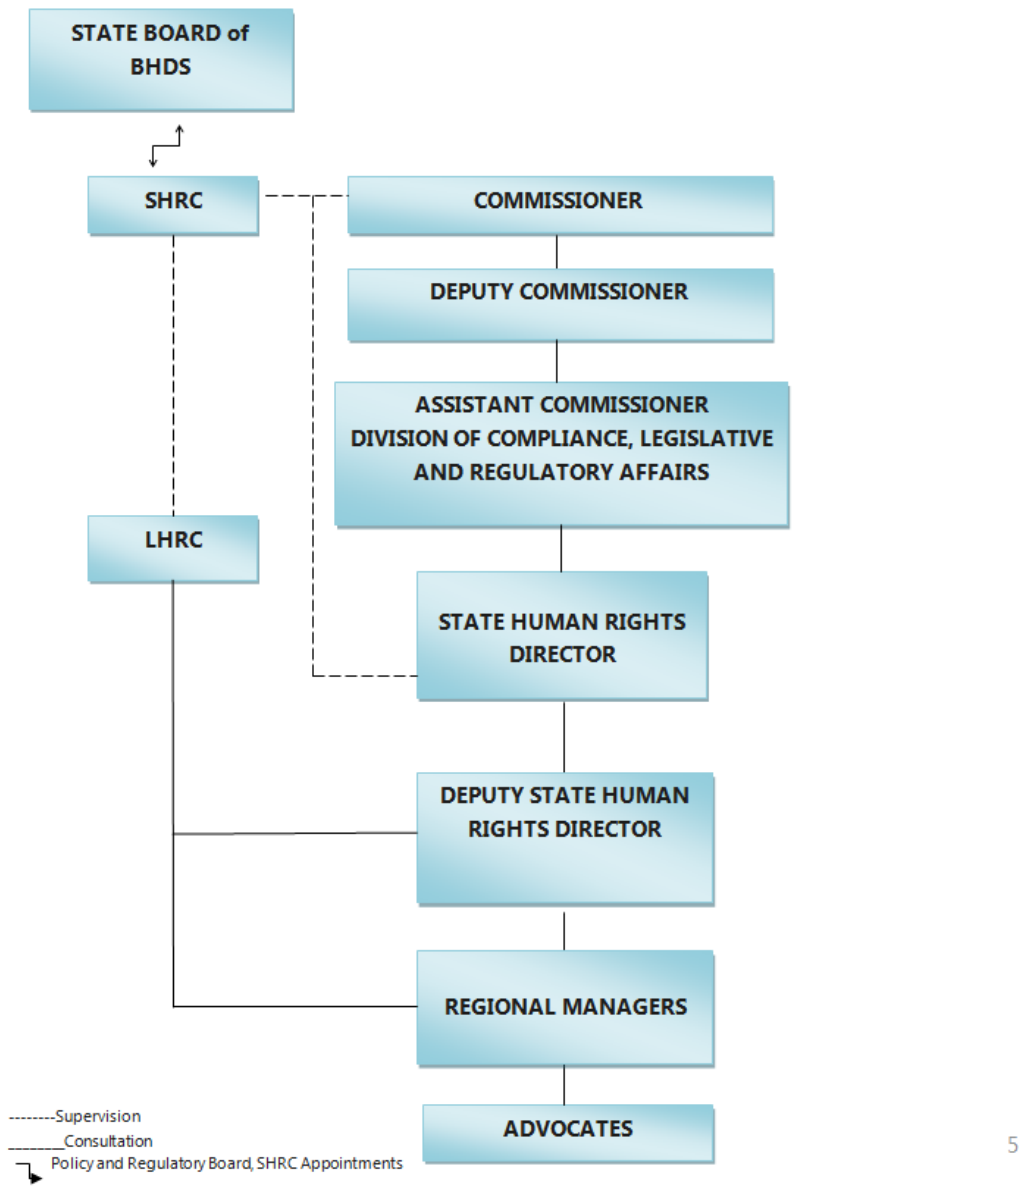 STATE BOARD of
BHDS
SHRC
COMMISSIONER
DEPUTY COMMISSIONER
ASSISTANT COMMISSIONER
DIVISION OF COMPLIANCE, LEGISLATIVE
AND REGULATORY AFFAIRS
LHRC
STATE HUMAN RIGHTS
DIRECTOR
DEPUTY STATE HUMAN
RIGHTS DIRECTOR
REGIONAL MANAGERS
ADVOCATES
--------Supervision
________Consultation
Policy and Regulatory Board, SHRC Appointments
5